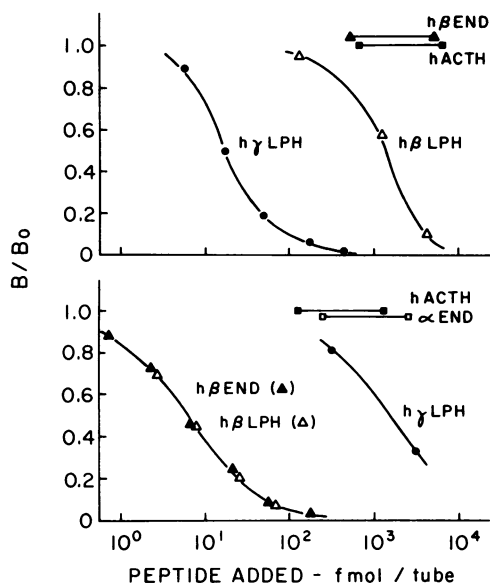 hβEND
hACTH
1.0
0.8
0.6
0.4
0.2
0
hγLPH
hβLPH
B/B₀
hACTH
αEND
1.0
0.8
0.6
0.4
0.2
0
hβEND (▲)
hβLPH (△)
hγLPH
10⁰ 10¹ 10² 10³ 10⁴
PEPTIDE ADDED - fmol / tube